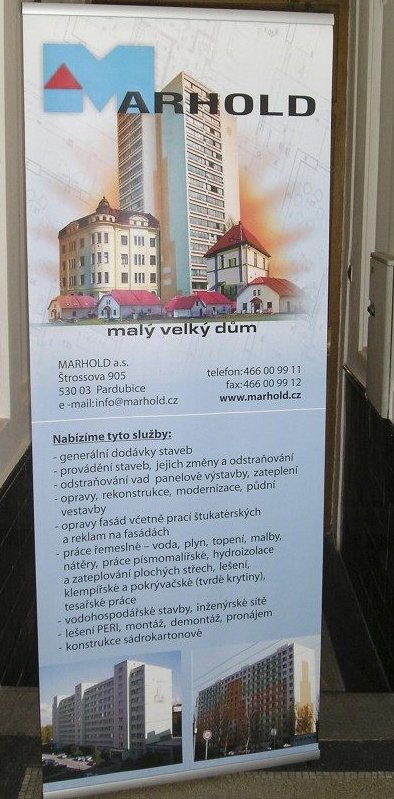 MARHOLD
malý velký dům
MARHOLD a.s.
Štrossova 905
530 03 Pardubice
e -mail:info@marhold.cz
telefon:466 00 99 11
fax:466 00 99 12
www.marhold.cz
Nabízíme tyto služby:
- generální dodávky staveb
- provádění staveb, jejich změny a odstraňování
- odstraňování vad panelové výstavby, zateplení
- opravy, rekonstrukce, modernizace, půdní
vestavby
- opravy fasád včetně prací štukatérských
a reklam na fasádách
- práce řemeslné – voda, plyn, topení, malby,
nátěry, práce písmomalířské, hydroizolace
a zateplování plochých střech, lešení,
klempířské a pokrývačské (tvrdé krytiny),
tesařské práce
- vodohospodářské stavby, inženýrské sítě
- lešení PERI, montáž, demontáž, pronájem
- konstrukce sádrokartonové